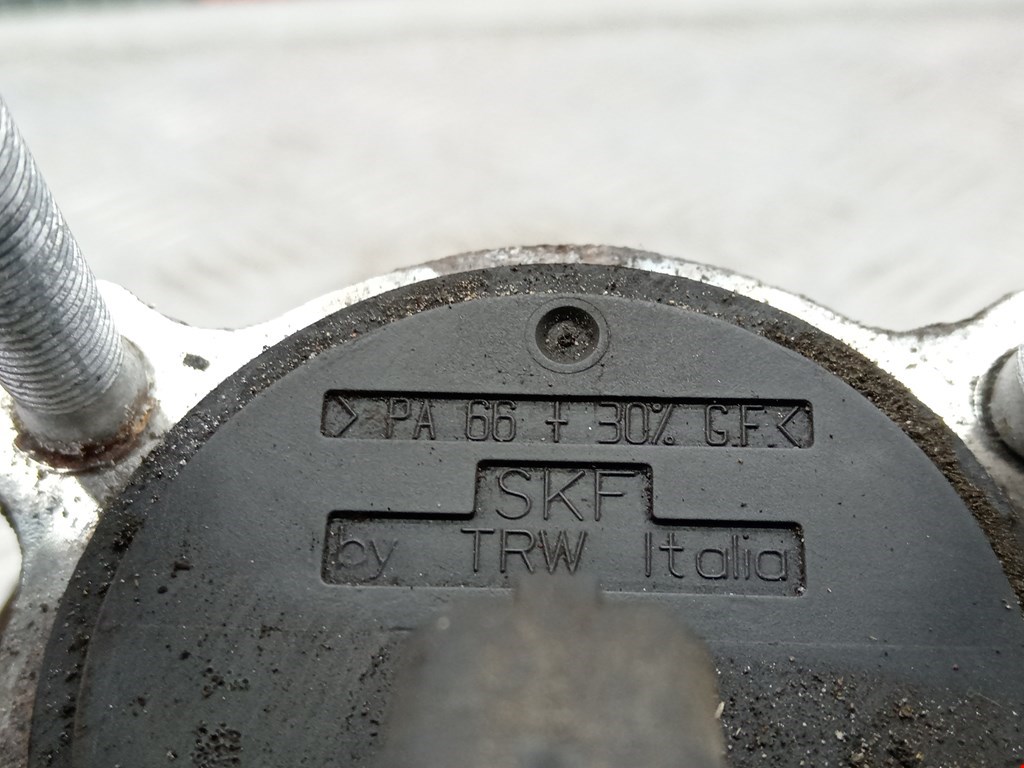 > PA 66 + 30% G.F.<
SKF
by TRW Italia